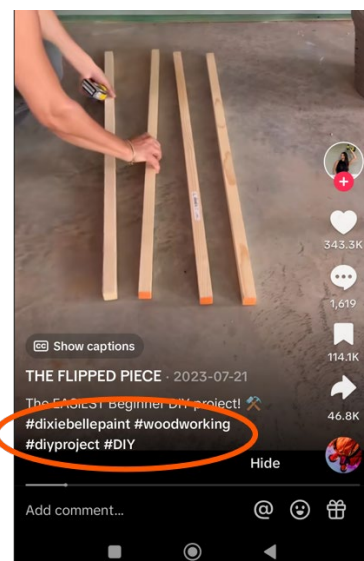 343.3K
1,619
114.1K
46.8K
CC Show captions
THE FLIPPED PIECE · 2023-07-21
The EASIEST Beginner DIY project! ⚒️
#dixiebellepaint #woodworking
#diyproject #DIY
Hide
Add comment...
@